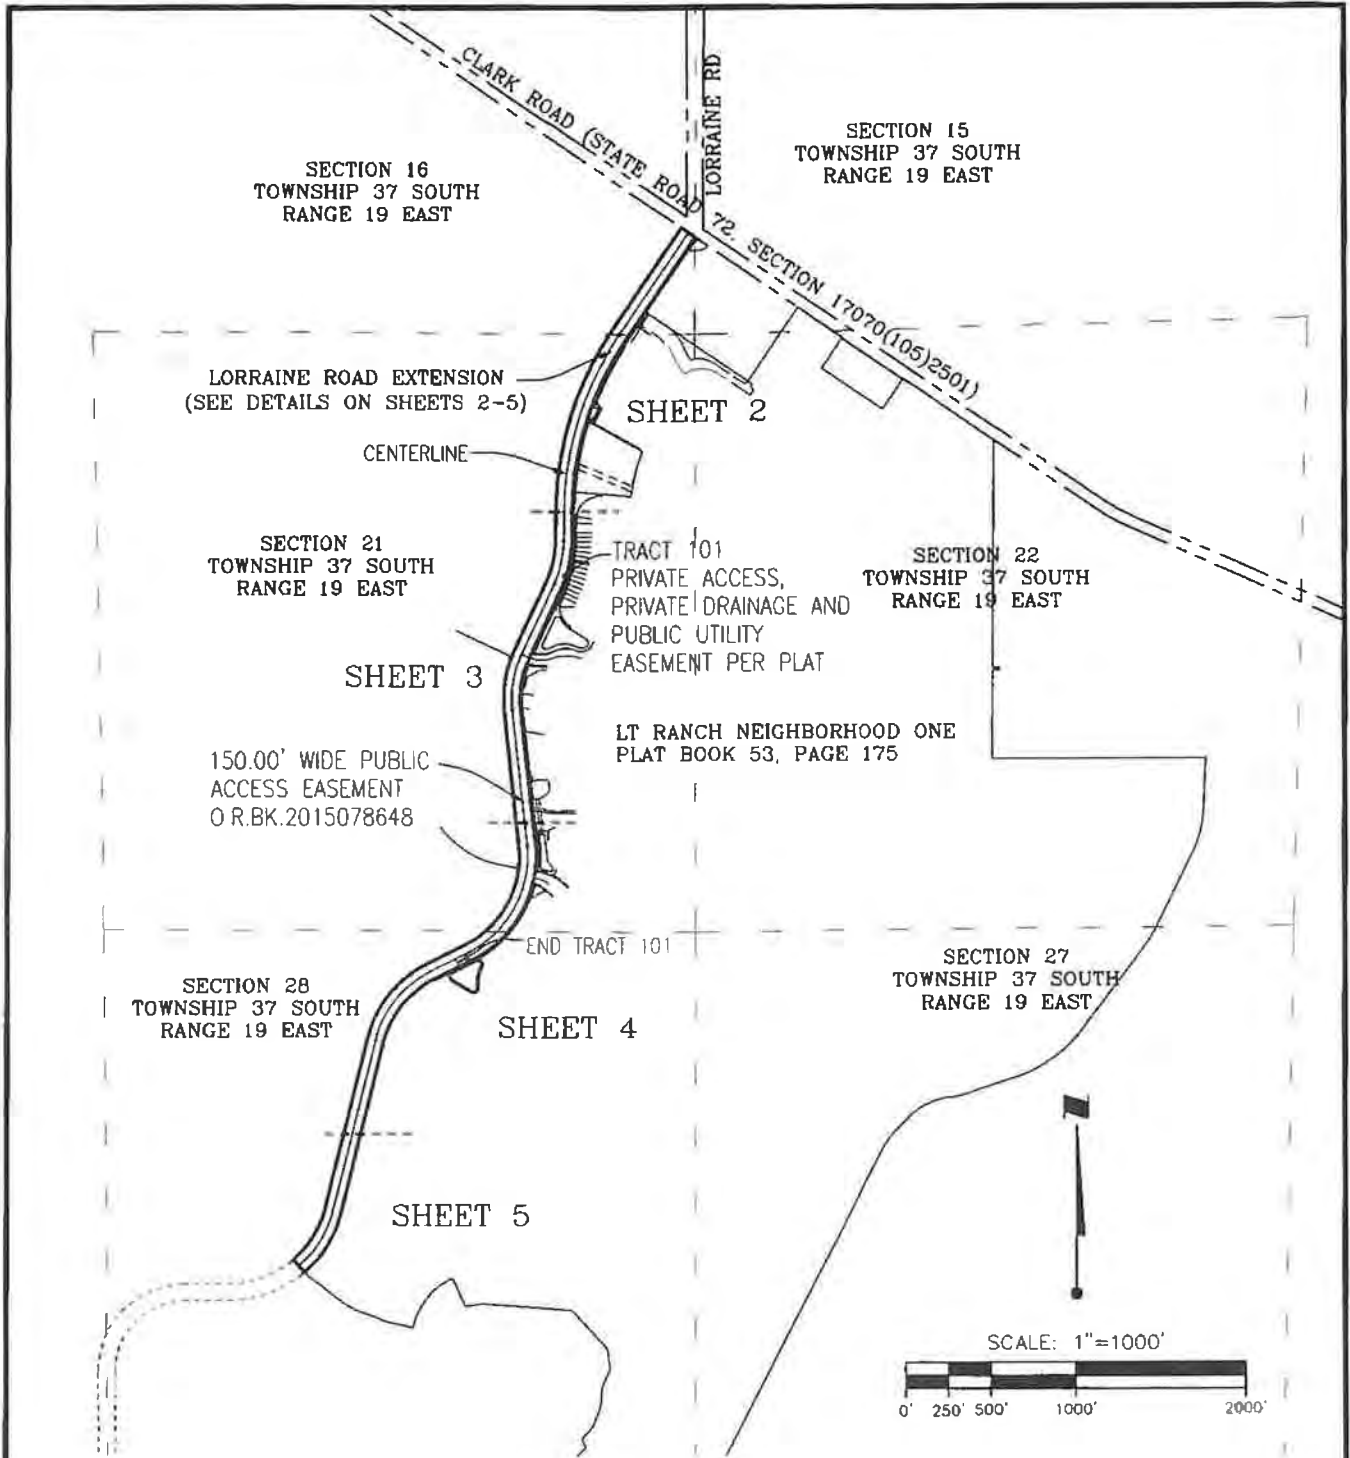 CLARK ROAD (STATE ROAD 72, SECTION 17070(105)2501)
LORRAINE RD
SECTION 15
TOWNSHIP 37 SOUTH
RANGE 19 EAST
SECTION 16
TOWNSHIP 37 SOUTH
RANGE 19 EAST
LORRAINE ROAD EXTENSION
(SEE DETAILS ON SHEETS 2-5)
SHEET 2
CENTERLINE
SECTION 21
TOWNSHIP 37 SOUTH
RANGE 19 EAST
TRACT 101
PRIVATE ACCESS,
PRIVATE DRAINAGE AND
PUBLIC UTILITY
EASEMENT PER PLAT
SECTION 22
TOWNSHIP 37 SOUTH
RANGE 19 EAST
SHEET 3
LT RANCH NEIGHBORHOOD ONE
PLAT BOOK 53, PAGE 175
150.00' WIDE PUBLIC
ACCESS EASEMENT
O R.BK.2015078648
END TRACT 101
SECTION 27
TOWNSHIP 37 SOUTH
RANGE 19 EAST
SECTION 28
TOWNSHIP 37 SOUTH
RANGE 19 EAST
SHEET 4
SHEET 5
SCALE: 1"=1000'
0' 250' 500' 1000' 2000'